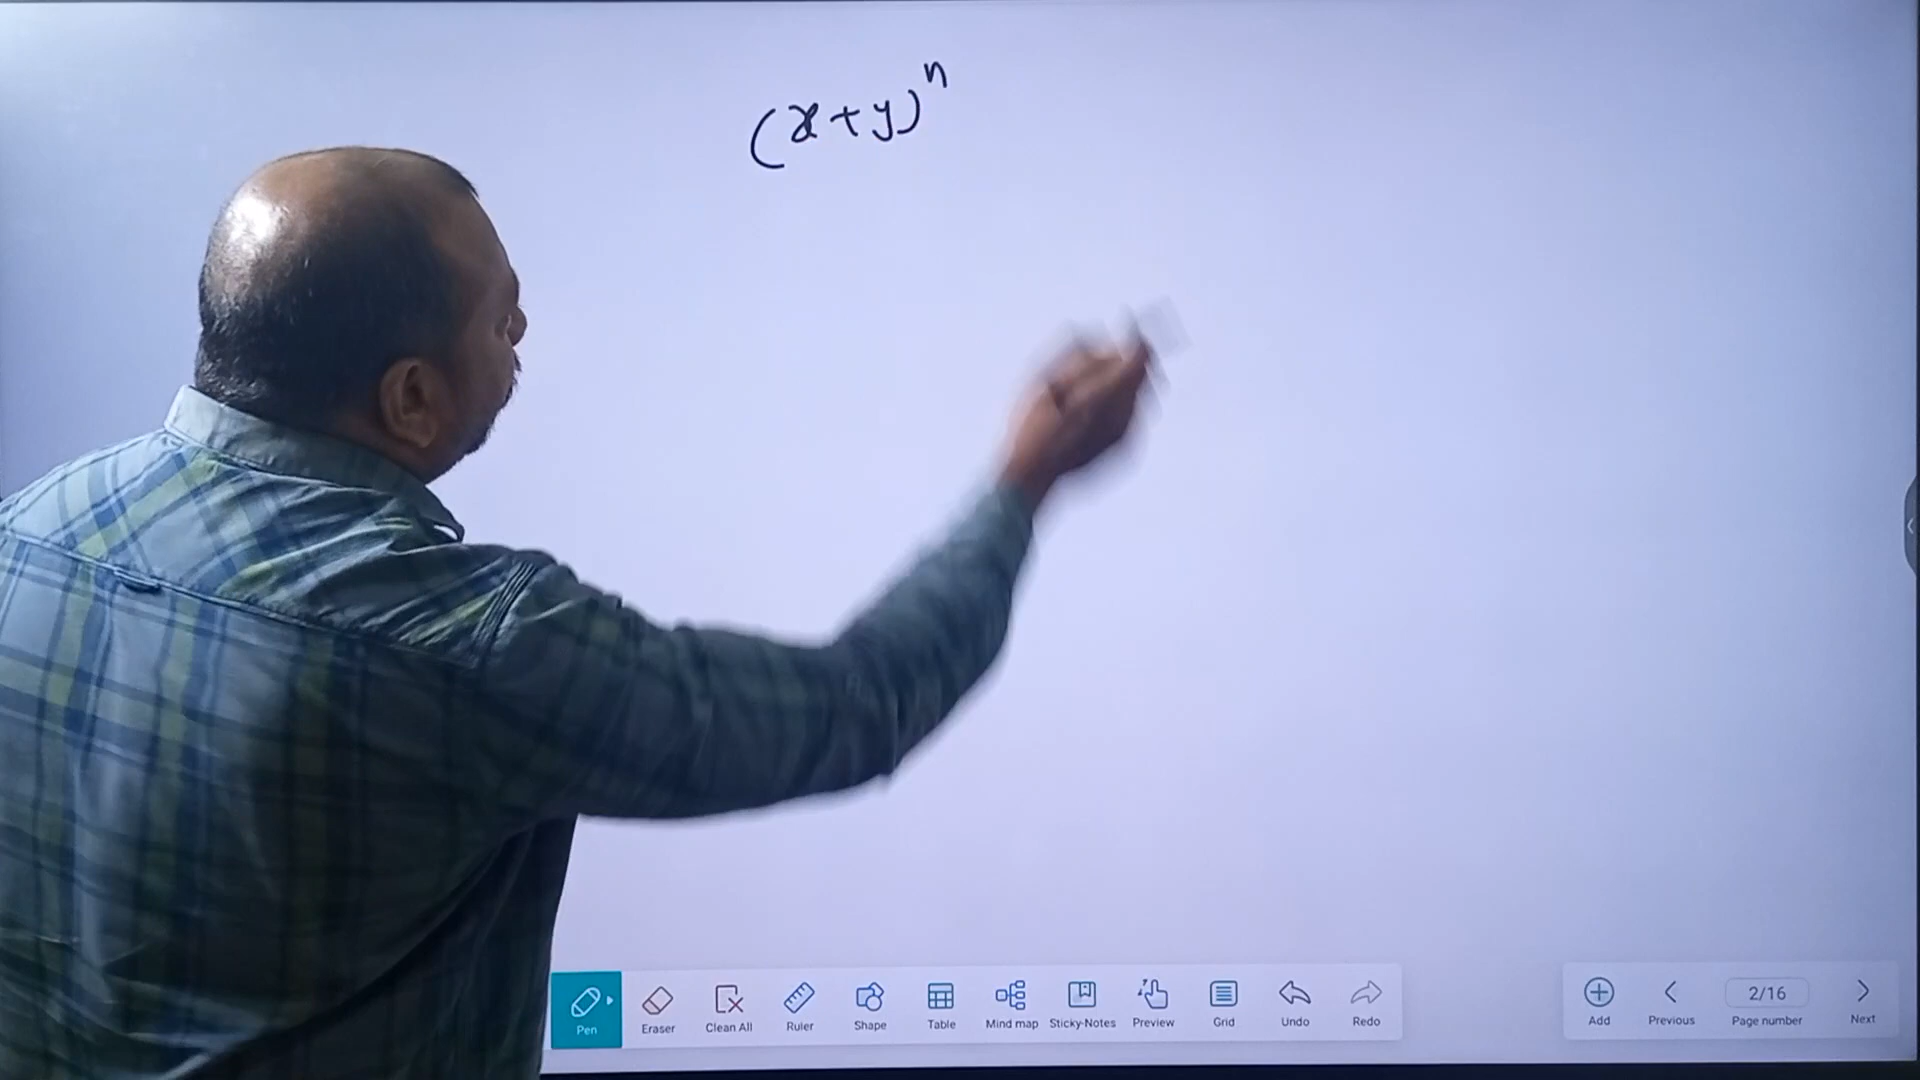 (x+y)^n
Pen Eraser Clean All Ruler Shape Table Mind map Sticky-Notes Preview Grid Undo Redo
Add Previous 2/16 Page number Next